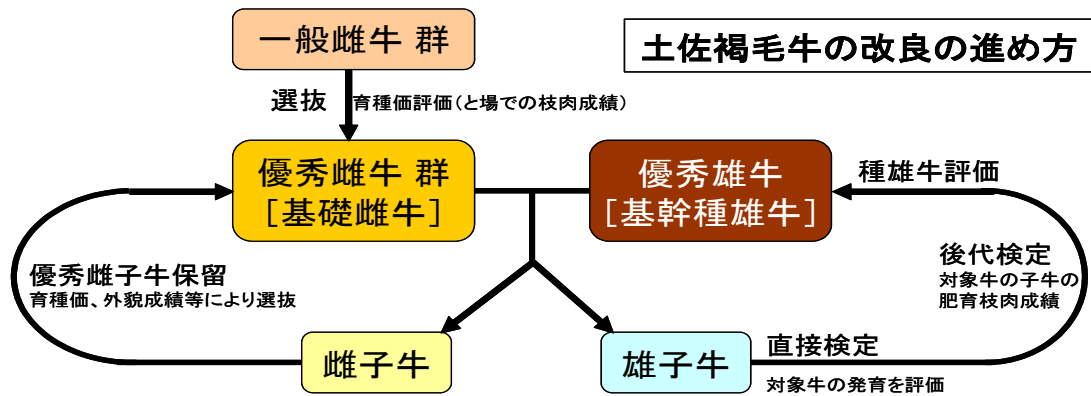 一般雌牛 群
土佐褐毛牛の改良の進め方
選抜 育種価評価(と場での枝肉成績)
優秀雌牛 群
[基礎雌牛]
優秀雄牛
[基幹種雄牛]
種雄牛評価
優秀雌子牛保留
育種価、外貌成績等により選抜
後代検定
対象牛の子牛の
肥育枝肉成績
雌子牛
雄子牛
直接検定
対象牛の発育を評価